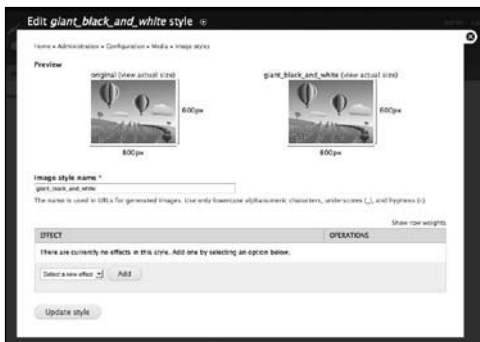 Edit giant_black_and_white style
Home » Administration » Configuration » Media » Image styles
Preview
original (view actual size)
giant_black_and_white (view actual size)
600px
600px
800px
800px
Image style name *
giant_black_and_white
The name is used in URLs for generated images. Use only lowercase alphanumeric characters, underscores (_), and hyphens (-).
Show row weights
EFFECT OPERATIONS
There are currently no effects in this style. Add one by selecting an option below.
Select a new effect Add
Update style